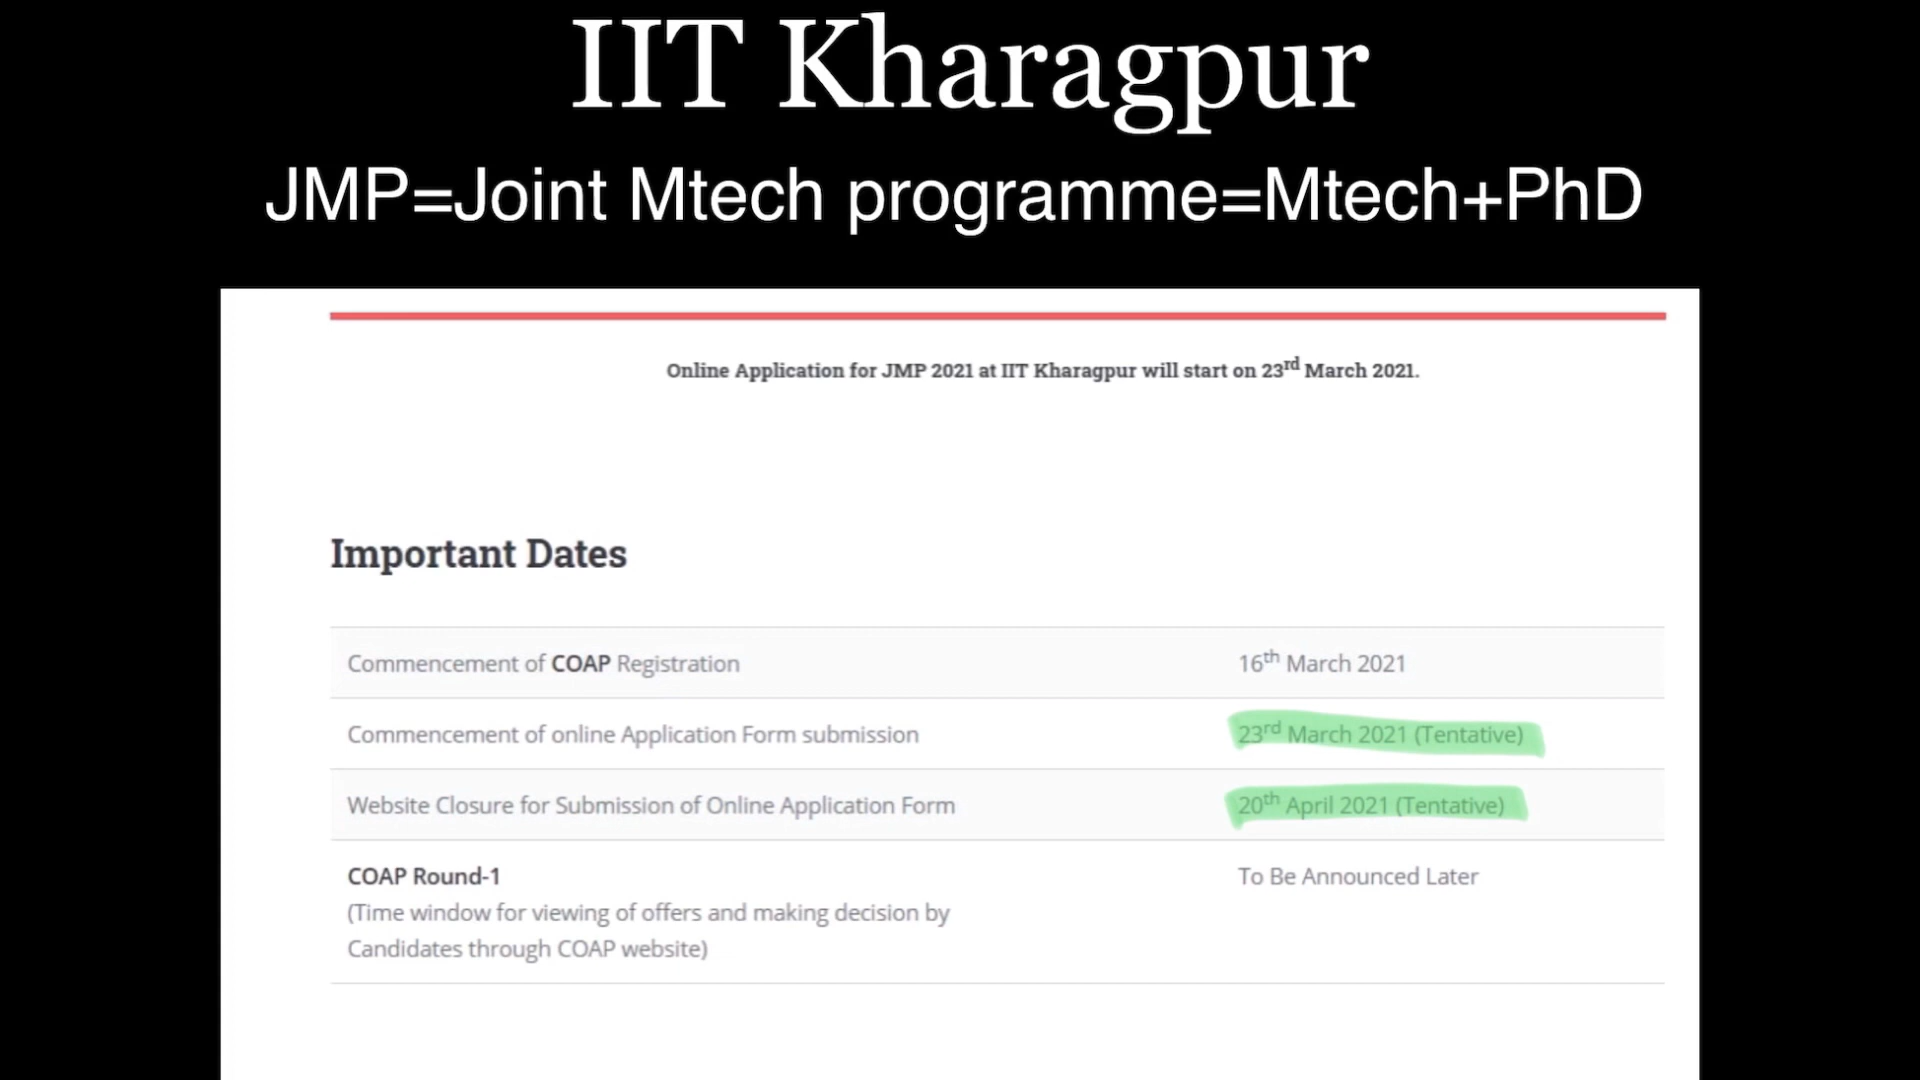 IIT Kharagpur
JMP=Joint Mtech programme=Mtech+PhD
Online Application for JMP 2021 at IIT Kharagpur will start on 23rd March 2021.
Important Dates
Commencement of COAP Registration 16th March 2021
Commencement of online Application Form submission 23rd March 2021 (Tentative)
Website Closure for Submission of Online Application Form 20th April 2021 (Tentative)
COAP Round-1 To Be Announced Later
(Time window for viewing of offers and making decision by
Candidates through COAP website)